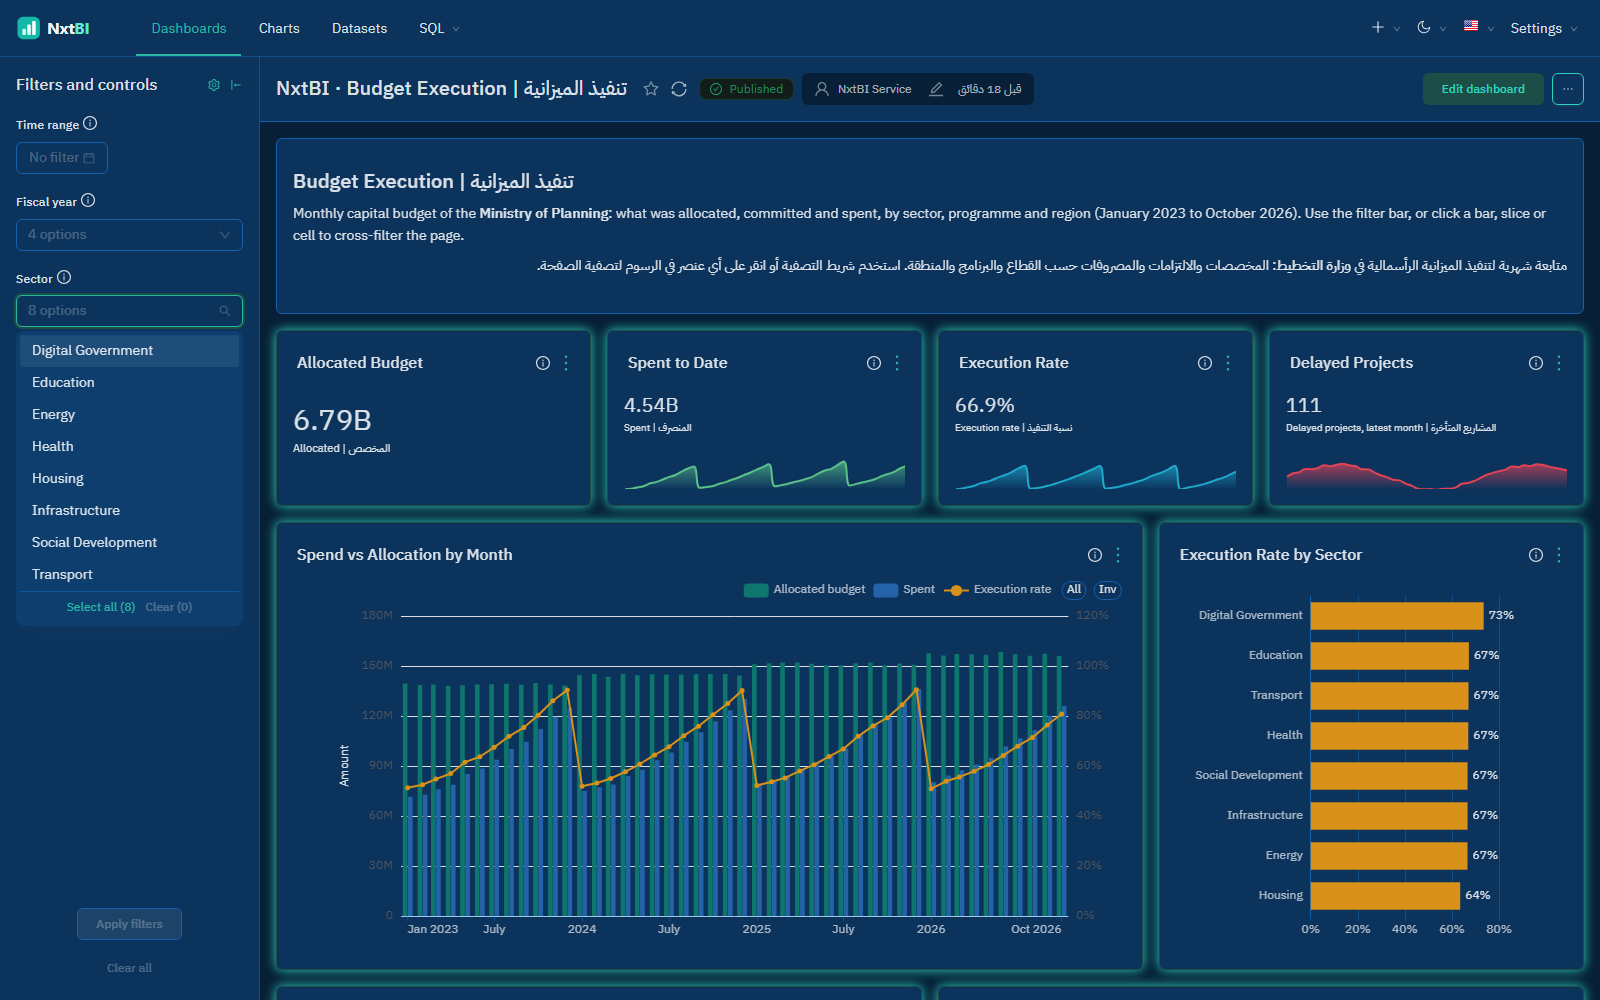 NxtBI
Dashboards
Charts
Datasets
SQL
Settings
Filters and controls
Time range
No filter
Fiscal year
4 options
Sector
8 options
Digital Government
Education
Energy
Health
Housing
Infrastructure
Social Development
Transport
Select all (8) Clear (0)
Apply filters
Clear all
NxtBI · Budget Execution | تنفيذ الميزانية
Published
NxtBI Service
قبل 18 دقائق
Edit dashboard
Budget Execution | تنفيذ الميزانية
Monthly capital budget of the Ministry of Planning: what was allocated, committed and spent, by sector, programme and region (January 2023 to October 2026). Use the filter bar, or click a bar, slice or
cell to cross-filter the page.
متابعة شهرية لتنفيذ الميزانية الرأسمالية في وزارة التخطيط: المخصصات والالتزامات والمصروفات حسب القطاع والبرنامج والمنطقة. استخدم شريط التصفية أو انقر على أي عنصر في الرسوم لتصفية الصفحة.
Allocated Budget
6.79B
Allocated | المخصص
Spent to Date
4.54B
Spent | المنصرف
Execution Rate
66.9%
Execution rate | نسبة التنفيذ
Delayed Projects
111
Delayed projects, latest month | المشاريع المتأخرة
Spend vs Allocation by Month
Allocated budget Spent Execution rate All Inv
180M 120%
150M 100%
120M 80%
90M 60%
60M 40%
30M 20%
0 0%
Amount
Jan 2023 July 2024 July 2025 July 2026 Oct 2026
Execution Rate by Sector
Digital Government 73%
Education 67%
Transport 67%
Health 67%
Social Development 67%
Infrastructure 67%
Energy 67%
Housing 64%
0% 20% 40% 60% 80%